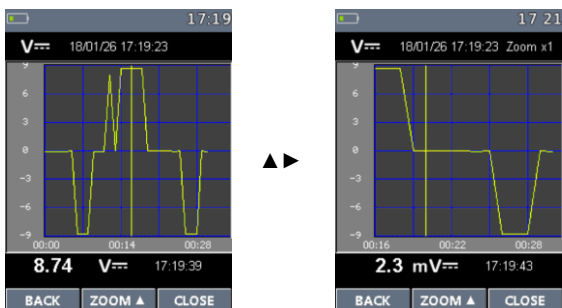 17:19
V 18/01/26 17:19:23
9
6
3
0
-3
-6
-9
00:00 00:14 00:28
8.74 V 17:19:39
BACK ZOOM ▲ CLOSE
▲►
17 21
V 18/01/26 17:19:23 Zoom x1
9
6
3
0
-3
-6
-9
00:16 00:22 00:28
2.3 mV 17:19:43
BACK ZOOM ▲ CLOSE